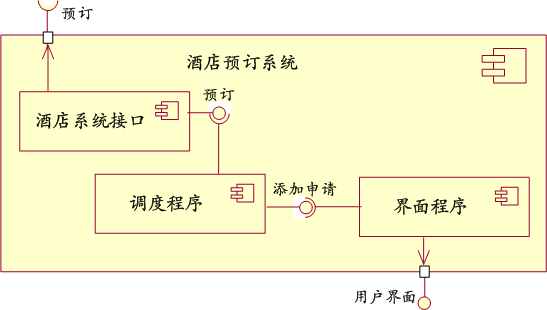 预订
酒店预订系统
预订
酒店系统接口
添加申请
调度程序
界面程序
用户界面